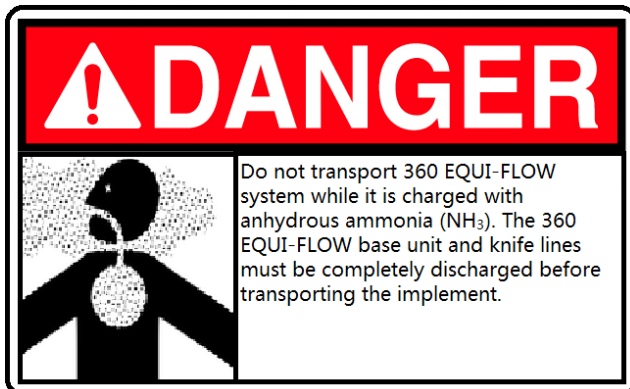 DANGER
Do not transport 360 EQUI-FLOW
system while it is charged with
anhydrous ammonia (NH₃). The 360
EQUI-FLOW base unit and knife lines
must be completely discharged before
transporting the implement.